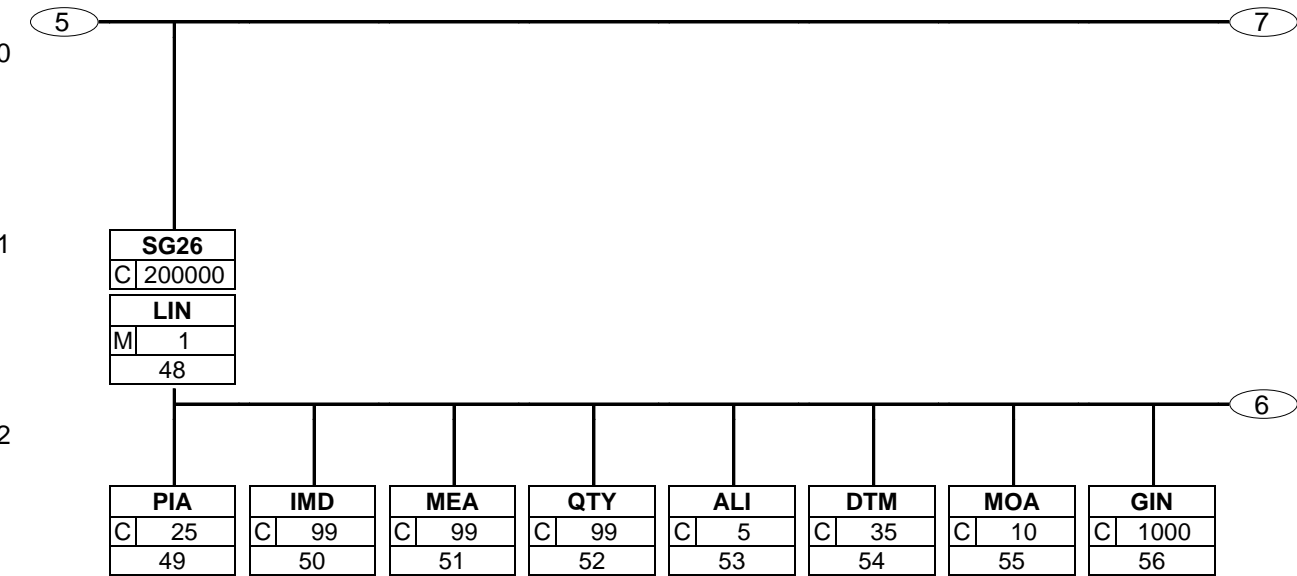 5 7
0
1
SG26
C 200000
LIN
M 1
48
6
2
PIA IMD MEA QTY ALI DTM MOA GIN
C 25 C 99 C 99 C 99 C 5 C 35 C 10 C 1000
49 50 51 52 53 54 55 56